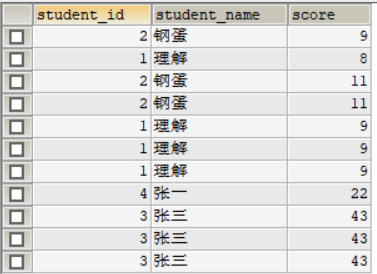 student_id student_name score
2 钢蛋 9
1 理解 8
2 钢蛋 11
2 钢蛋 11
1 理解 9
1 理解 9
1 理解 9
4 张一 22
3 张三 43
3 张三 43
3 张三 43